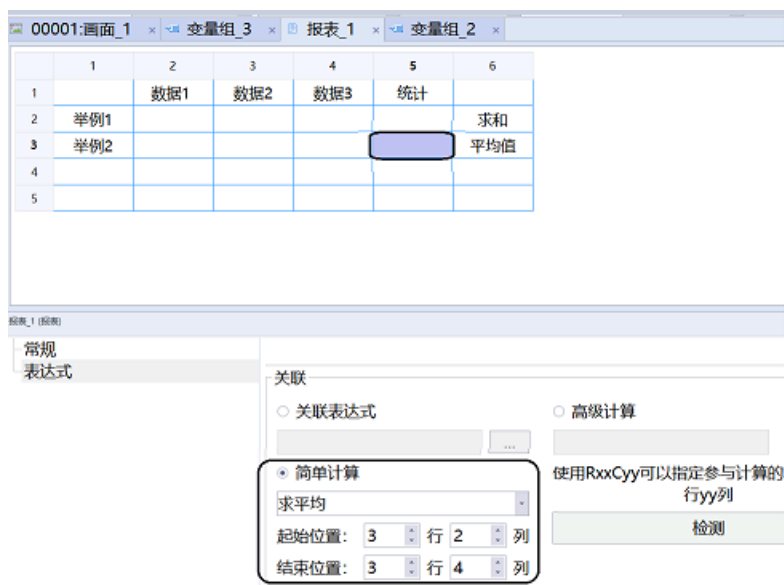 00001:画面_1 × 变量组_3 × 报表_1 × 变量组_2 ×
1 2 3 4 5 6
1 数据1 数据2 数据3 统计
2 举例1 求和
3 举例2 平均值
4
5
报表_1 (报表)
常规
表达式
关联
关联表达式 高级计算
...
简单计算 使用RxxCyy可以指定参与计算的
行yy列
求平均
检测
起始位置: 3 行 2 列
结束位置: 3 行 4 列